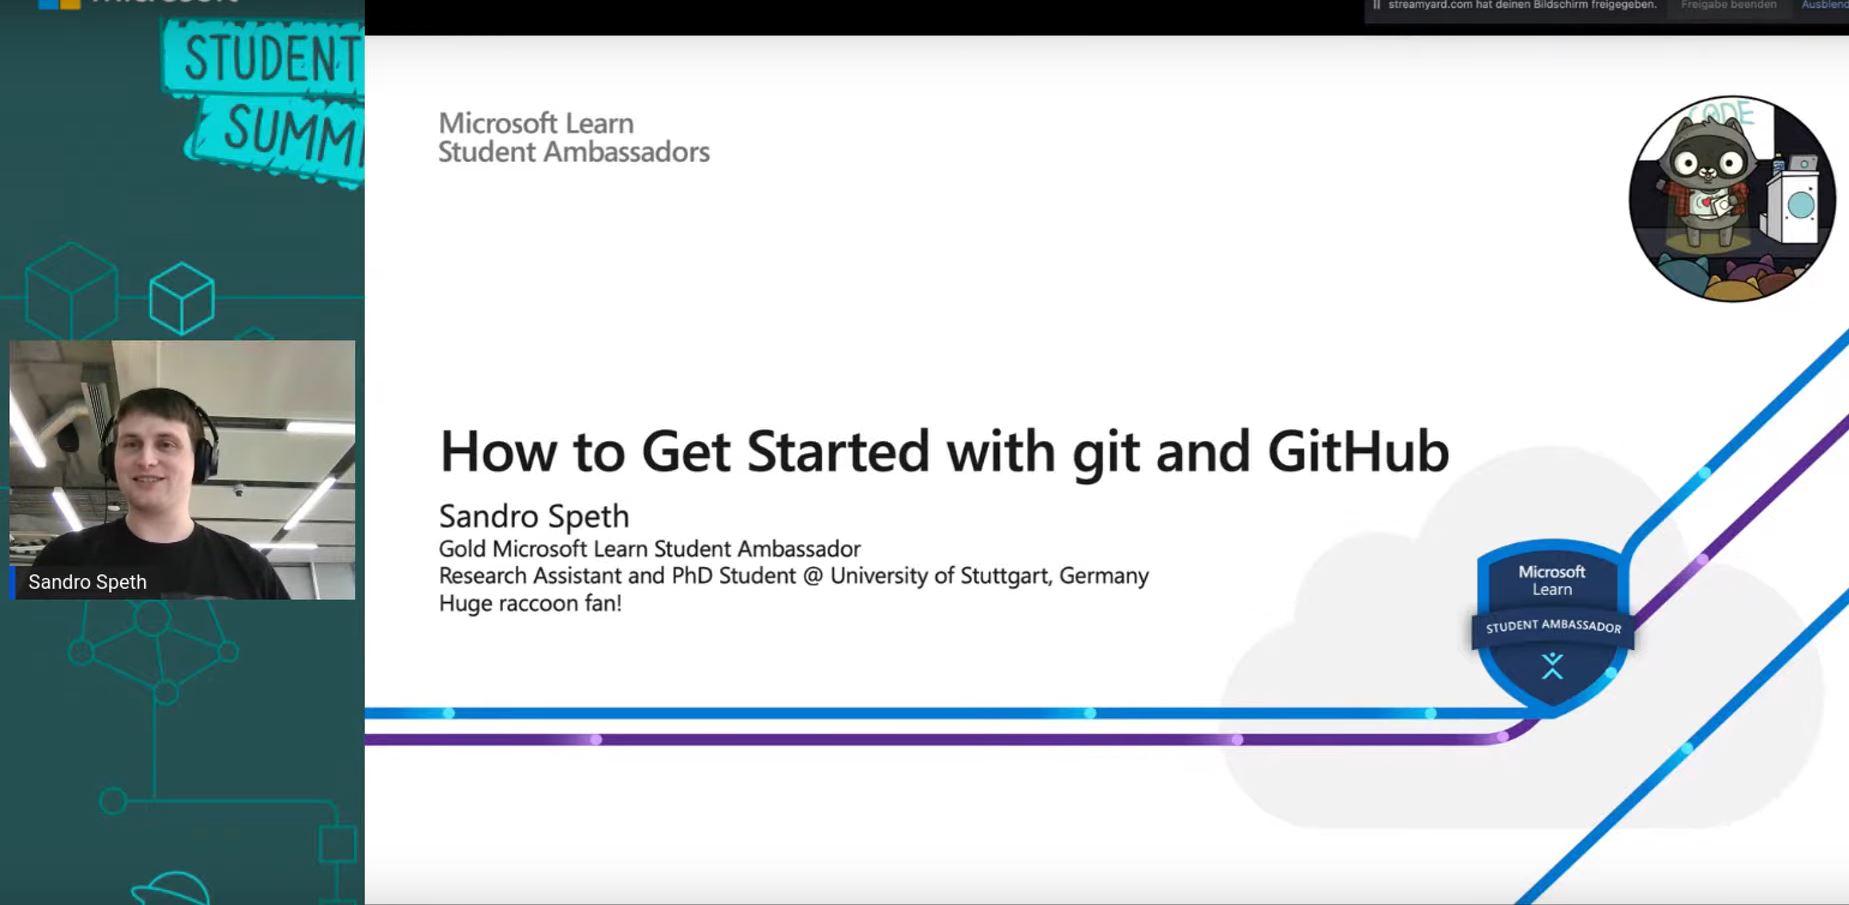 Microsoft
STUDENT
SUMMI
streamyard.com hat deinen Bildschirm freigegeben.
Freigabe beenden
Ausblend
Microsoft Learn
Student Ambassadors
CODE
How to Get Started with git and GitHub
Sandro Speth
Gold Microsoft Learn Student Ambassador
Research Assistant and PhD Student @ University of Stuttgart, Germany
Huge raccoon fan!
Sandro Speth
Microsoft
Learn
STUDENT AMBASSADOR